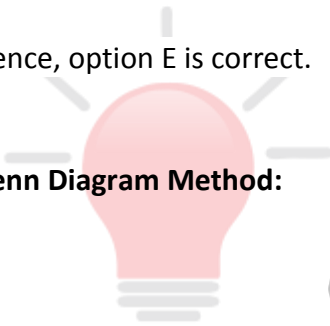 ence, option E is correct.
enn Diagram Method: